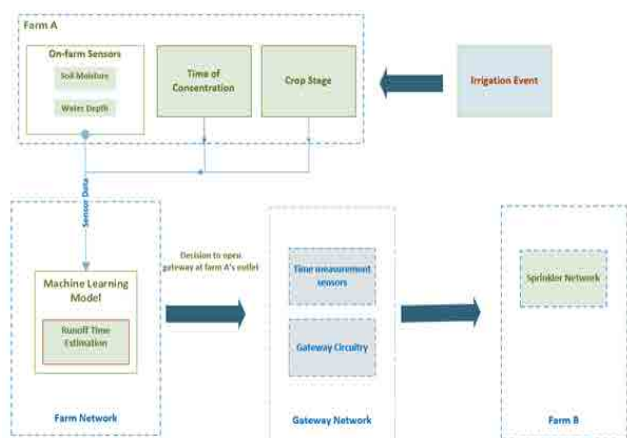 Farm A
On-farm Sensors
Soil Moisture
Water Depth
Time of
Concentration
Crop Stage
Irrigation Event
Sensor Data
Machine Learning
Model
Runoff Time
Estimation
Farm Network
Decision to open
gateway at farm A's outlet
Time measurement
sensors
Gateway Circuitry
Gateway Network
Sprinkler Network
Farm B